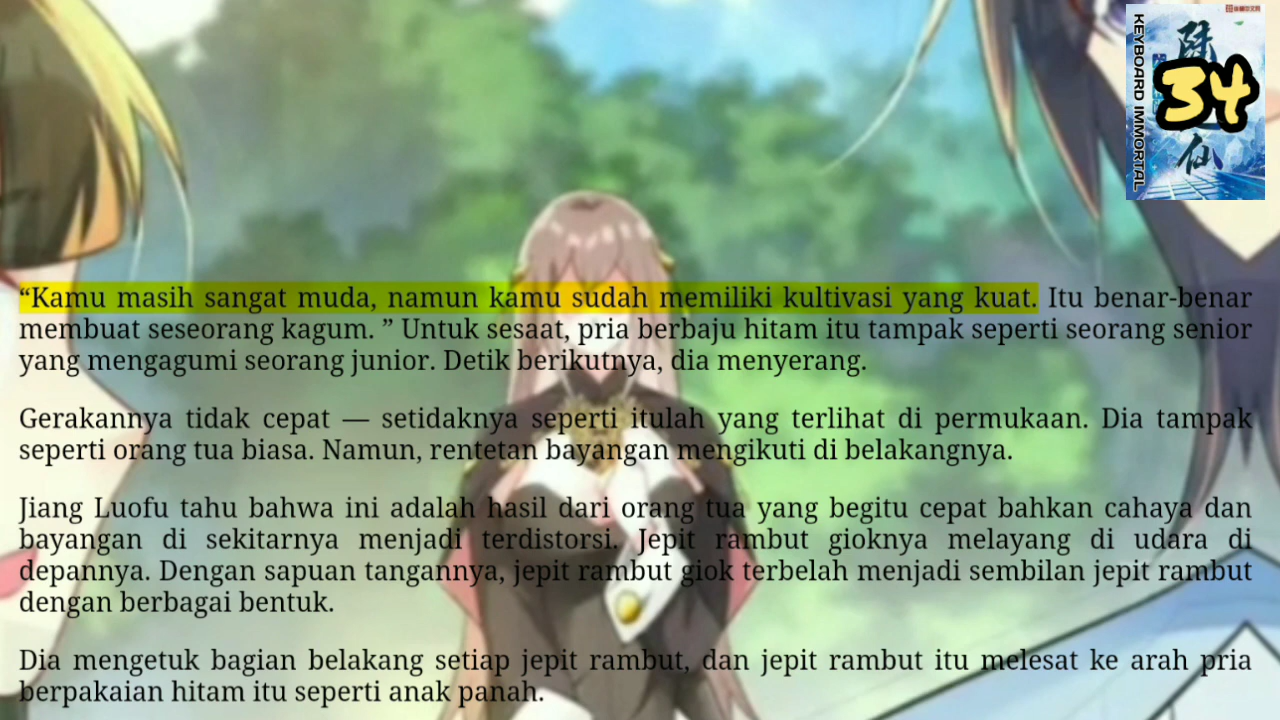 KEYBOARD IMMORTAL
34
仙
“Kamu masih sangat muda, namun kamu sudah memiliki kultivasi yang kuat. Itu benar-benar
membuat seseorang kagum. ” Untuk sesaat, pria berbaju hitam itu tampak seperti seorang senior
yang mengagumi seorang junior. Detik berikutnya, dia menyerang.
Gerakannya tidak cepat — setidaknya seperti itulah yang terlihat di permukaan. Dia tampak
seperti orang tua biasa. Namun, rentetan bayangan mengikuti di belakangnya.
Jiang Luofu tahu bahwa ini adalah hasil dari orang tua yang begitu cepat bahkan cahaya dan
bayangan di sekitarnya menjadi terdistorsi. Jepit rambut gioknya melayang di udara di
depannya. Dengan sapuan tangannya, jepit rambut giok terbelah menjadi sembilan jepit rambut
dengan berbagai bentuk.
Dia mengetuk bagian belakang setiap jepit rambut, dan jepit rambut itu melesat ke arah pria
berpakaian hitam itu seperti anak panah.